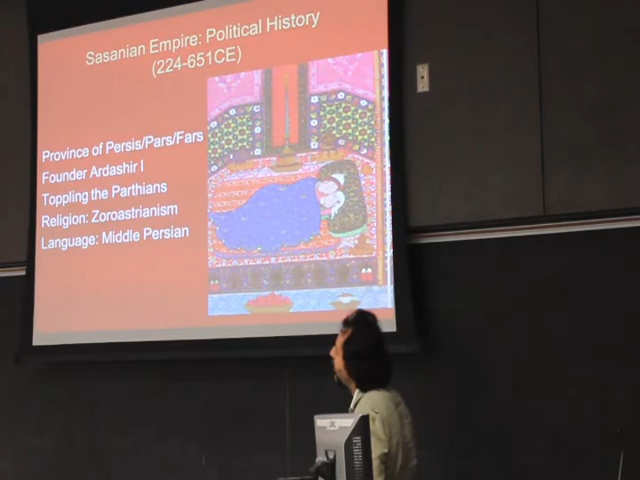 Sasanian Empire: Political History
(224-651CE)
Province of Persis/Pars/Fars
Founder Ardashir I
Toppling the Parthians
Religion: Zoroastrianism
Language: Middle Persian